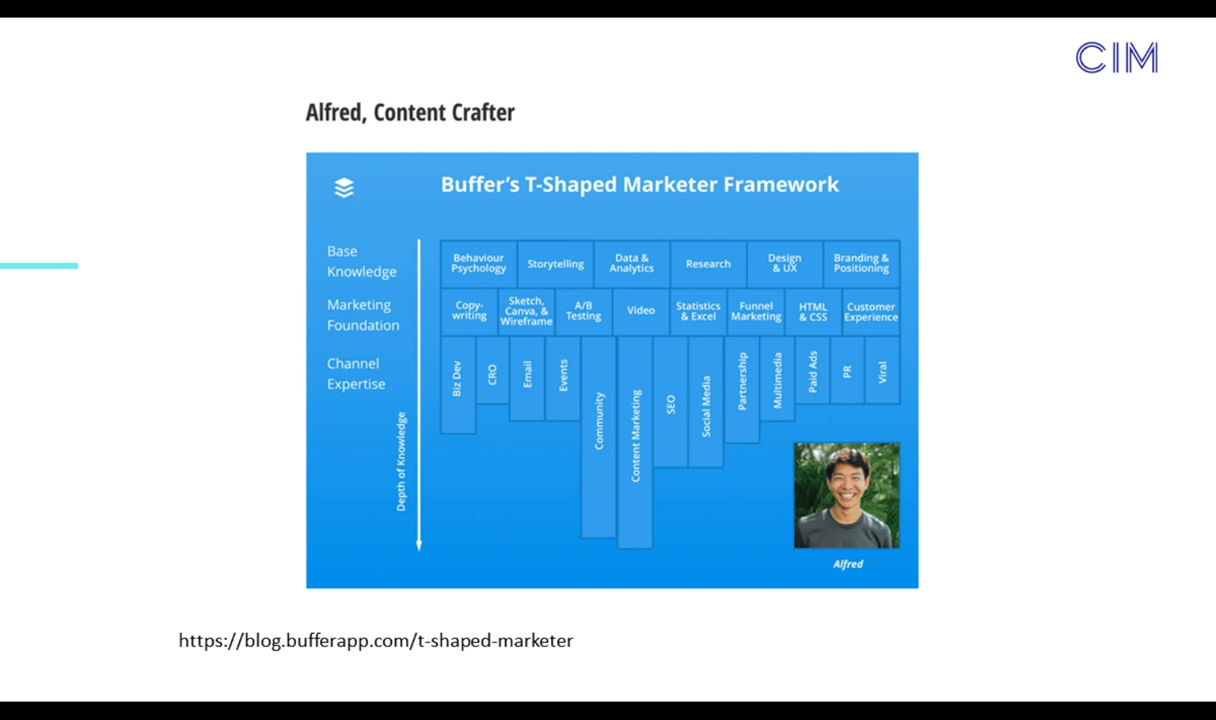 CIM
Alfred, Content Crafter
Buffer's T-Shaped Marketer Framework
Base
Knowledge
Behaviour
Psychology
Storytelling
Data &
Analytics
Research
Design
& UX
Branding &
Positioning
Marketing
Foundation
Copy-
writing
Sketch,
Canva, &
Wireframe
A/B
Testing
Video
Statistics
& Excel
Funnel
Marketing
HTML
& CSS
Customer
Experience
Channel
Expertise
Biz Dev
CRO
Email
Events
Community
Content Marketing
SEO
Social Media
Partnership
Multimedia
Paid Ads
PR
Viral
Depth of Knowledge
Alfred
https://blog.bufferapp.com/t-shaped-marketer